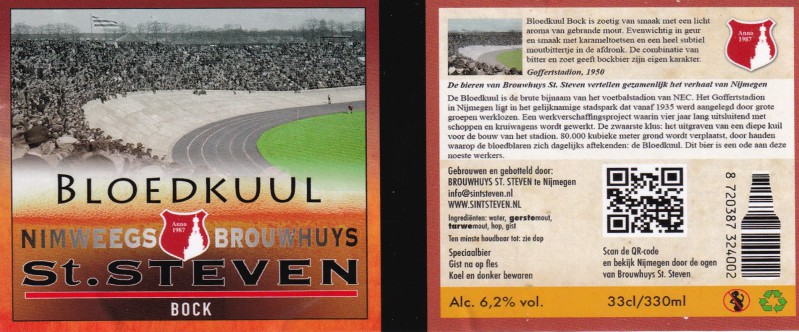 BLOEDKUUL
NIMWEEGS BROUWHUYS
Anno
1987
St. STEVEN
BOCK
Bloedkuul Bock is zoetig van smaak met een licht
aroma van gebrande mout. Evenwichtig in geur
en smaak met karameltoetsen en een heel subtiel
moutbittertje in de afdronk. De combinatie van
bitter en zoet geeft bockbier zijn eigen karakter.
Goffertstadion, 1950
Anno
1987
De bieren van Brouwhuys St. Steven vertellen gezamenlijk het verhaal van Nijmegen
De Bloedkuul is de brute bijnaam van het voetbalstadion van NEC. Het Goffertstadion
in Nijmegen ligt in het gelijknamige stadspark dat vanaf 1935 werd aangelegd door grote
groepen werklozen. Een werkverschaffingsproject waarin vier jaar lang uitsluitend met
schoppen en kruiwagens wordt gewerkt. De zwaarste klus: het uitgraven van een diepe kuil
voor de bouw van het stadion. 80.000 kubieke meter grond wordt verplaatst, door handen
waarop de bloedblaren zich dagelijks aftekenden: de Bloedkuul. Dit bier is een ode aan deze
noeste werkers.
Gebrouwen en gebotteld door:
BROUWHUYS ST. STEVEN te Nijmegen
info@sintsteven.nl
WWW.SINTSTEVEN.NL
Ingrediënten: water, gerstemout,
tarwemout, hop, gist
Ten minste houdbaar tot: zie dop
Speciaalbier
Gist na op fles
Koel en donker bewaren
Scan de QR-code
en bekijk Nijmegen door de ogen
van Brouwhuys St. Steven
8 720387 324002
Alc. 6,2% vol.
33cl/330ml